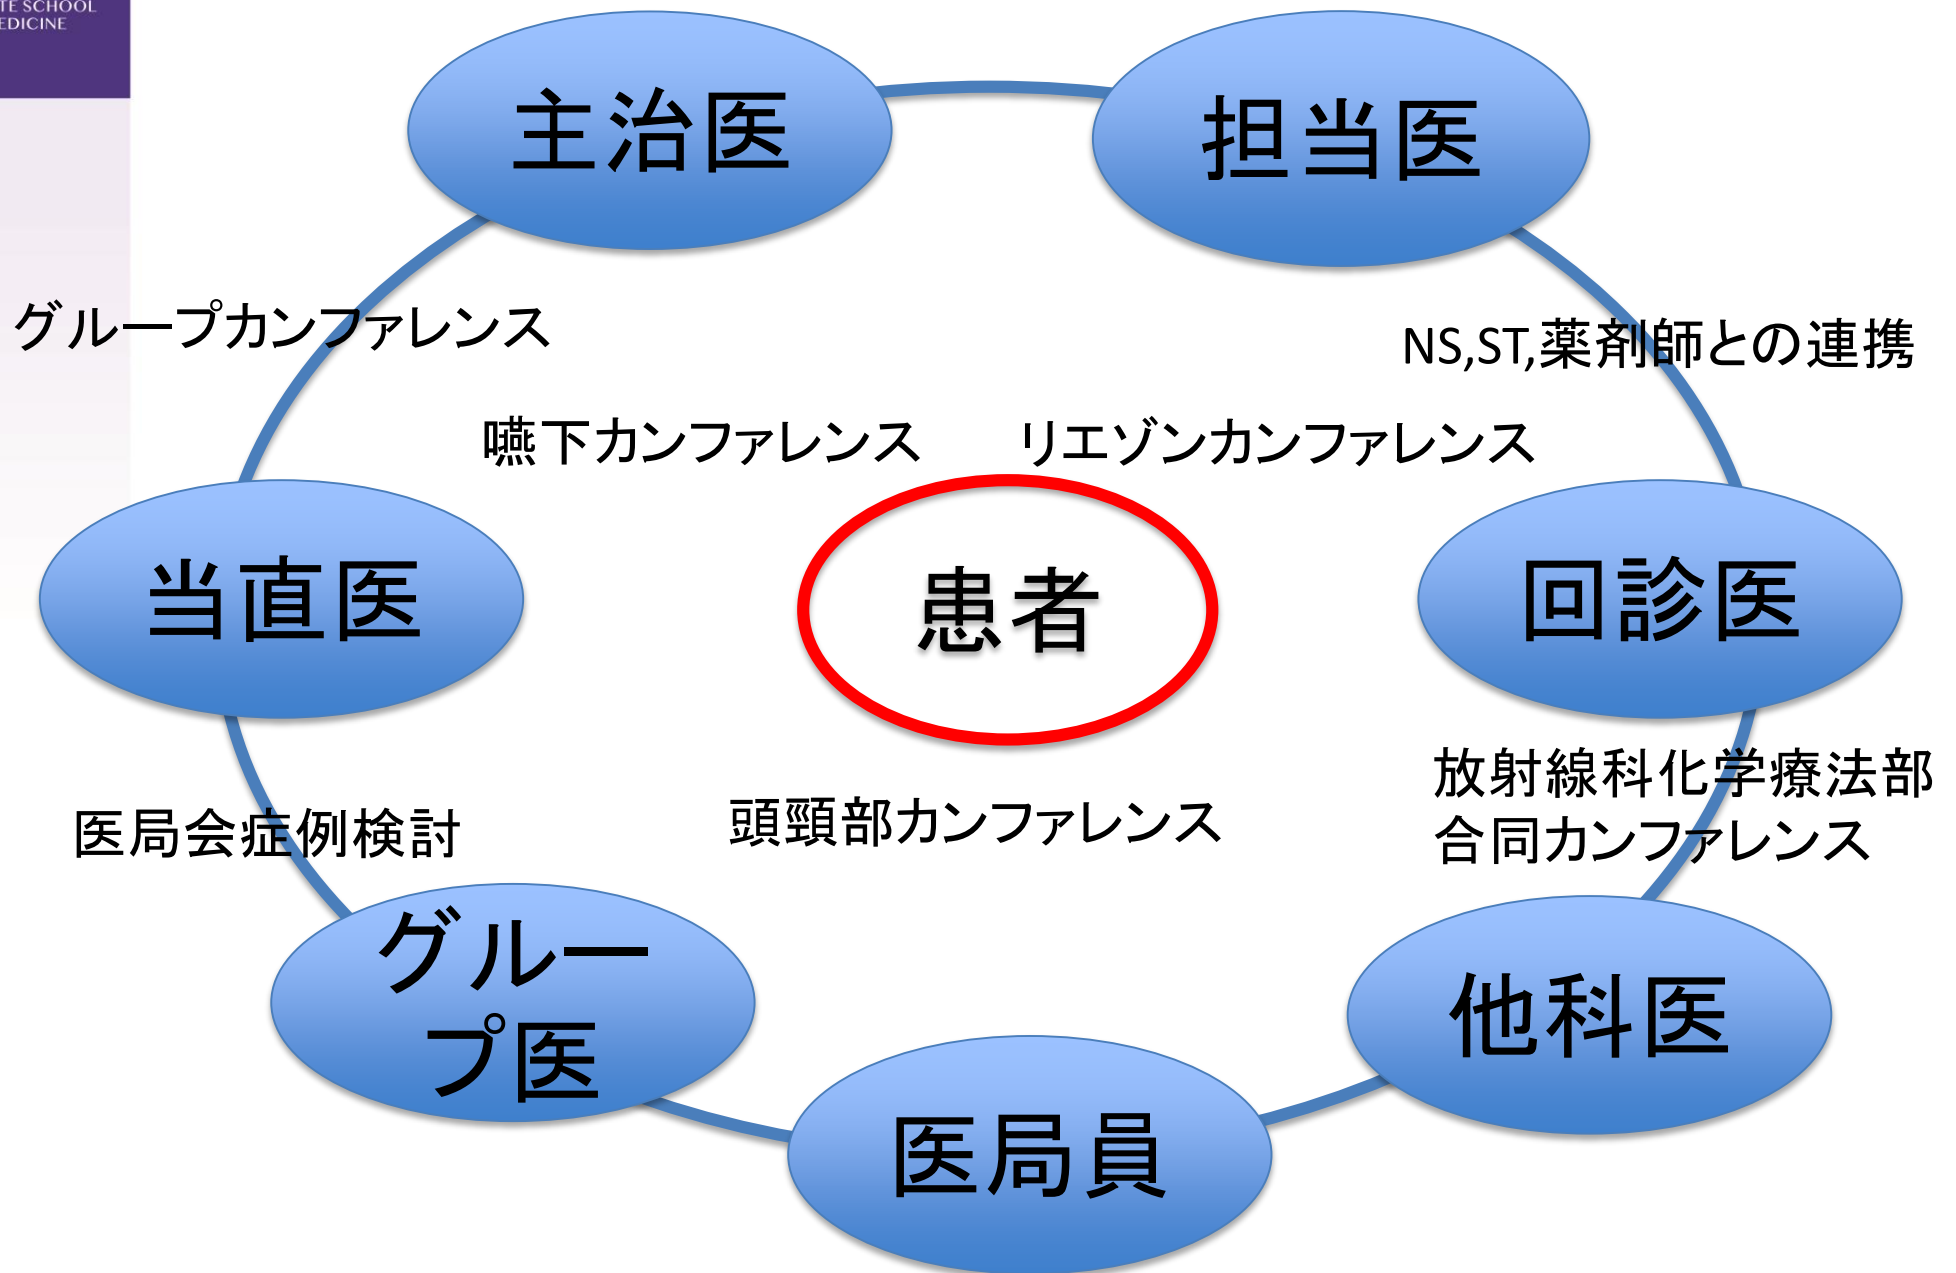 TE SCHOOL
EDICINE
主治医
担当医
グループカンファレンス
NS,ST,薬剤師との連携
嚥下カンファレンス
リエゾンカンファレンス
当直医
患者
回診医
放射線科化学療法部
合同カンファレンス
頭頸部カンファレンス
医局会症例検討
グルー
プ医
他科医
医局員